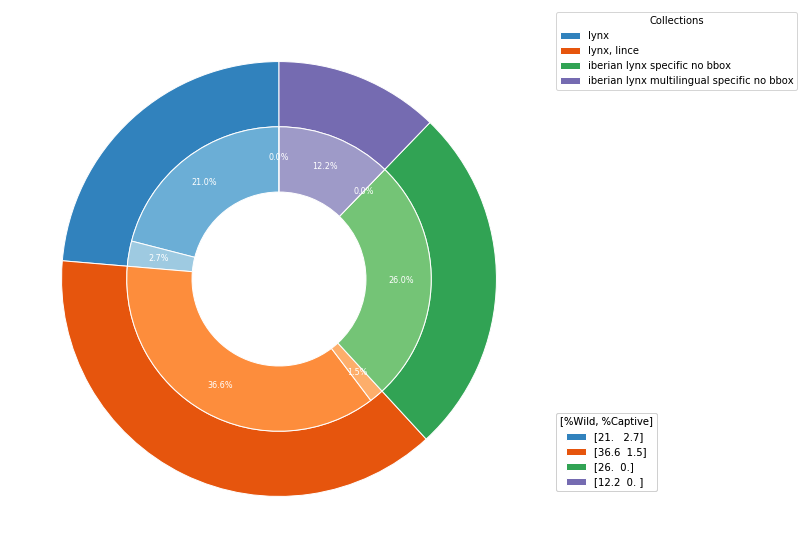 Collections
lynx
lynx, lince
iberian lynx specific no bbox
iberian lynx multilingual specific no bbox
0.0%
12.2%
21.0%
0.0%
2.7%
26.0%
1.5%
36.6%
[%Wild, %Captive]
[21.   2.7]
[36.6  1.5]
[26.  0.]
[12.2  0. ]